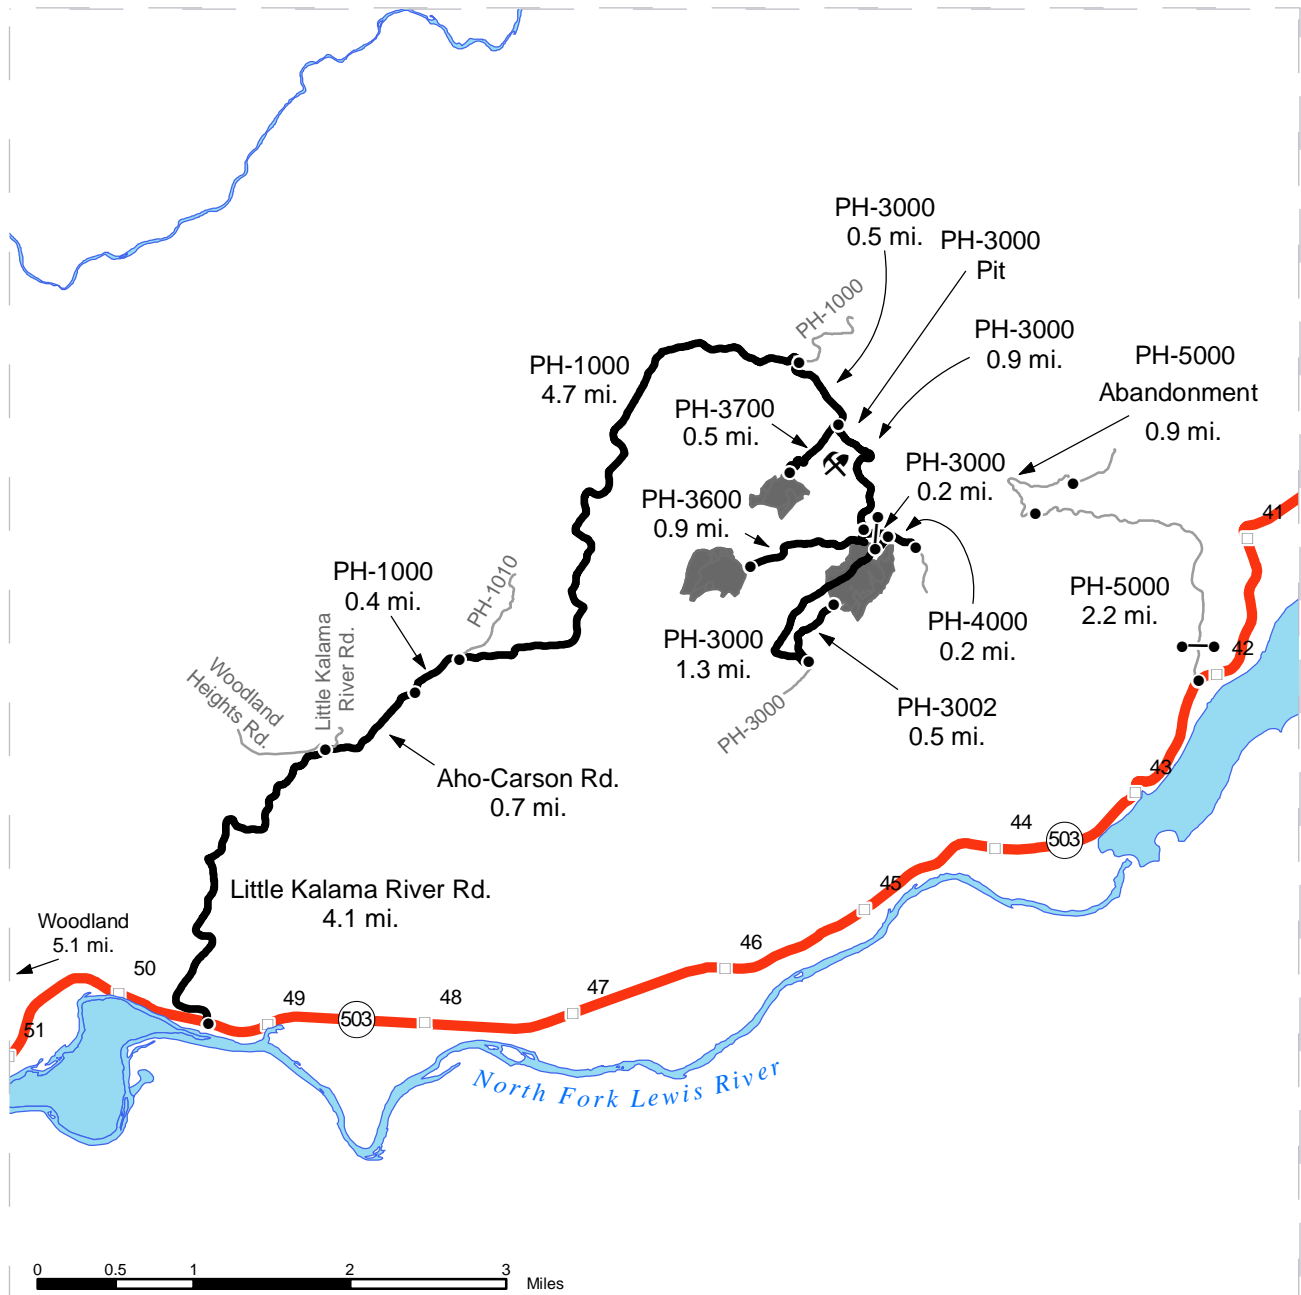 PH-3000
0.5 mi.
PH-3000
Pit
PH-1000
PH-3000
0.9 mi.
PH-5000
Abandonment
0.9 mi.
PH-1000
4.7 mi.
PH-3700
0.5 mi.
PH-3000
0.2 mi.
PH-3600
0.9 mi.
41
PH-1000
0.4 mi.
PH-1010
PH-5000
2.2 mi.
PH-4000
0.2 mi.
PH-3000
1.3 mi.
42
Woodland
Heights Rd.
Little Kalama
River Rd.
PH-3000
PH-3002
0.5 mi.
43
Aho-Carson Rd.
0.7 mi.
44
503
45
Little Kalama River Rd.
4.1 mi.
Woodland
5.1 mi.
46
50
47
49
48
503
51
North Fork Lewis River
0
0.5
1
2
3
Miles